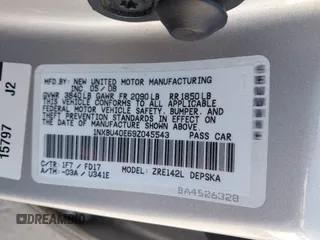 MFD. BY: NEW UNITED MOTOR MANUFACTURING
INC. 05/08
GVWR 3840LB GAWR FR 2090LB RR1850LB
THIS VEHICLE CONFORMS TO ALL APPLICABLE
FEDERAL MOTOR VEHICLE SAFETY, BUMPER,
AND THEFT PREVENTION STANDARDS IN EFFECT
ON THE DATE OF MANUFACTURE SHOWN ABOVE.
1NXBU40E69Z045543 PASS CAR
C/TR: 1F7 / FD17 MODEL: ZRE142L DEPSKA
A/TM: -03A / U341E
BA4526328
15797 J2
DREAMBID